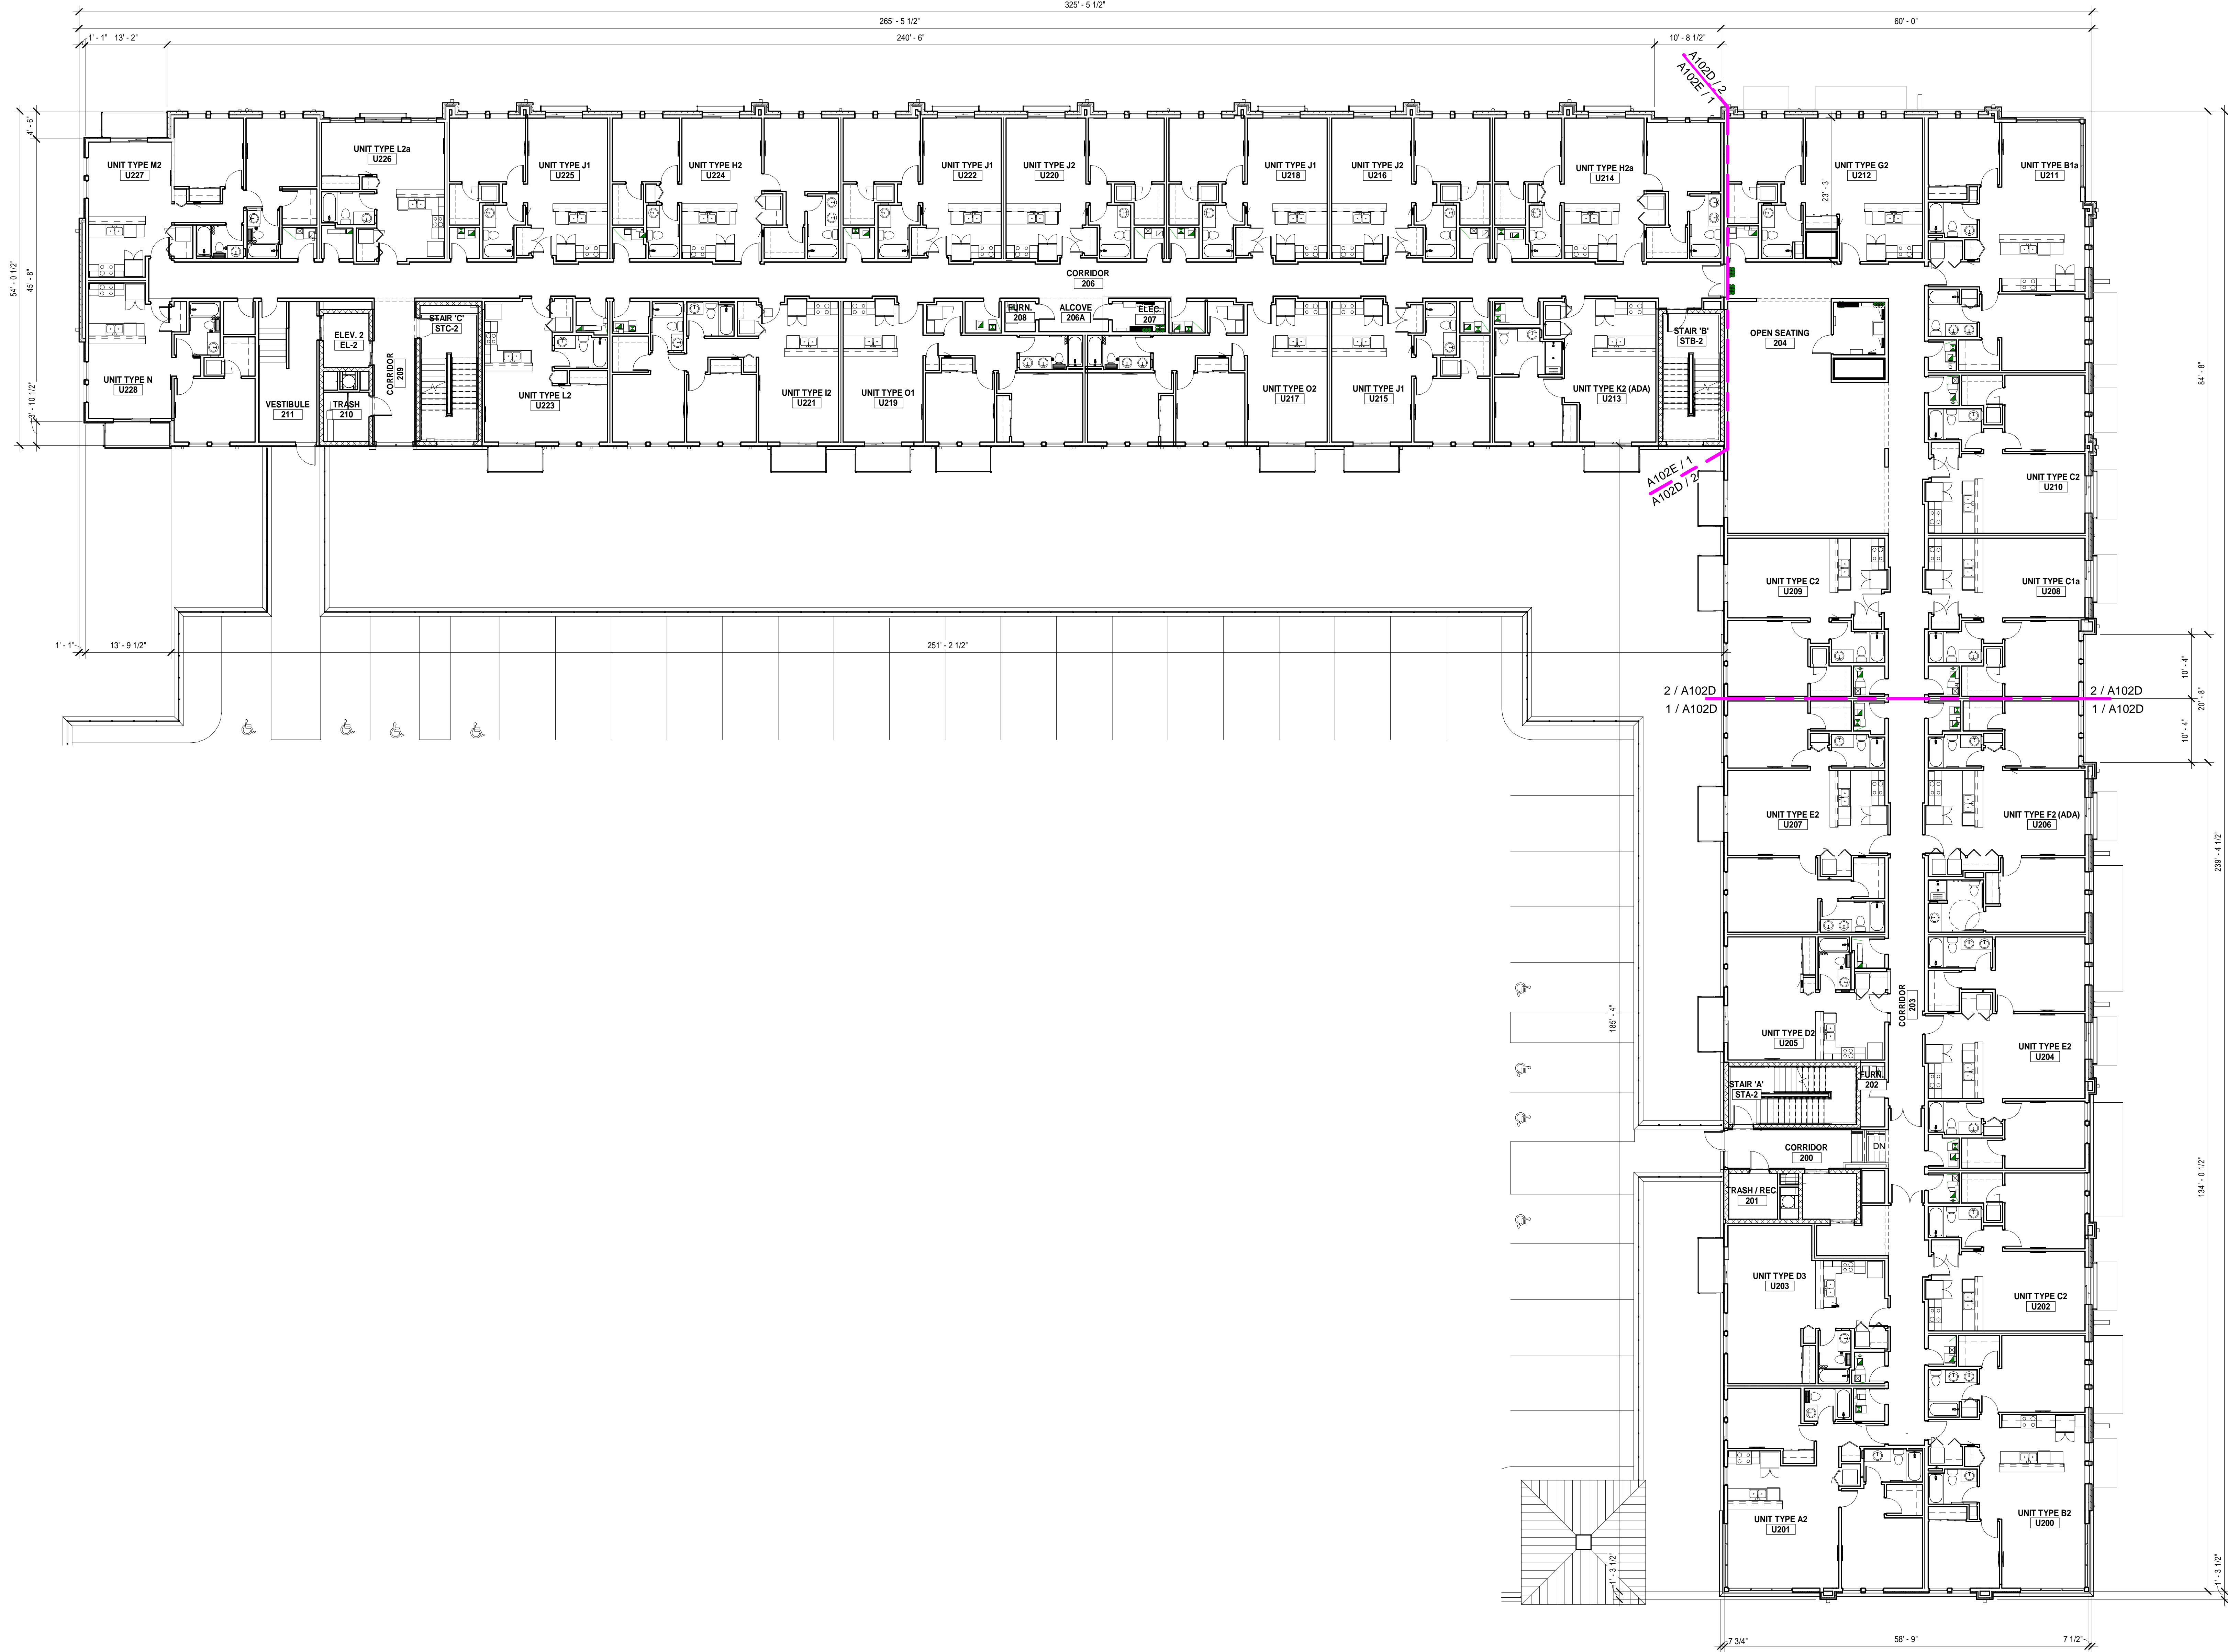 325' - 5 1/2"
265' - 5 1/2"
60' - 0"
1' - 1"
13' - 2"
240' - 6"
10' - 8 1/2"
A102D / 2
A102E / 1
4' - 6"
54' - 0 1/2"
45' - 8"
3' - 10 1/2"
UNIT TYPE M2
U227
UNIT TYPE L2a
U226
UNIT TYPE J1
U225
UNIT TYPE H2
U224
UNIT TYPE J1
U222
UNIT TYPE J2
U220
UNIT TYPE J1
U218
UNIT TYPE J2
U216
UNIT TYPE H2a
U214
23' - 3"
UNIT TYPE G2
U212
UNIT TYPE B1a
U211
CORRIDOR
206
UNIT TYPE N
U228
VESTIBULE
211
ELEV. 2
EL-2
TRASH
210
CORRIDOR
209
STAIR 'C'
STC-2
UNIT TYPE L2
U223
UNIT TYPE I2
U221
UNIT TYPE O1
U219
FURN.
208
ALCOVE
206A
ELEC.
207
UNIT TYPE O2
U217
UNIT TYPE J1
U215
UNIT TYPE K2 (ADA)
U213
STAIR 'B'
STB-2
OPEN SEATING
204
84' - 8"
A102E / 1
A102D / 2
UNIT TYPE C2
U210
UNIT TYPE C2
U209
UNIT TYPE C1a
U208
1' - 1"
13' - 9 1/2"
251' - 2 1/2"
10' - 4"
20' - 8"
10' - 4"
2 / A102D
1 / A102D
2 / A102D
1 / A102D
UNIT TYPE E2
U207
UNIT TYPE F2 (ADA)
U206
239' - 4 1/2"
185' - 4"
CORRIDOR
203
UNIT TYPE D2
U205
UNIT TYPE E2
U204
STAIR 'A'
STA-2
FURN.
202
CORRIDOR
200
DN
TRASH / REC.
201
134' - 0 1/2"
UNIT TYPE D3
U203
UNIT TYPE C2
U202
UNIT TYPE A2
U201
UNIT TYPE B2
U200
1' - 3 1/2"
1' - 3 1/2"
7 3/4"
58' - 9"
7 1/2"